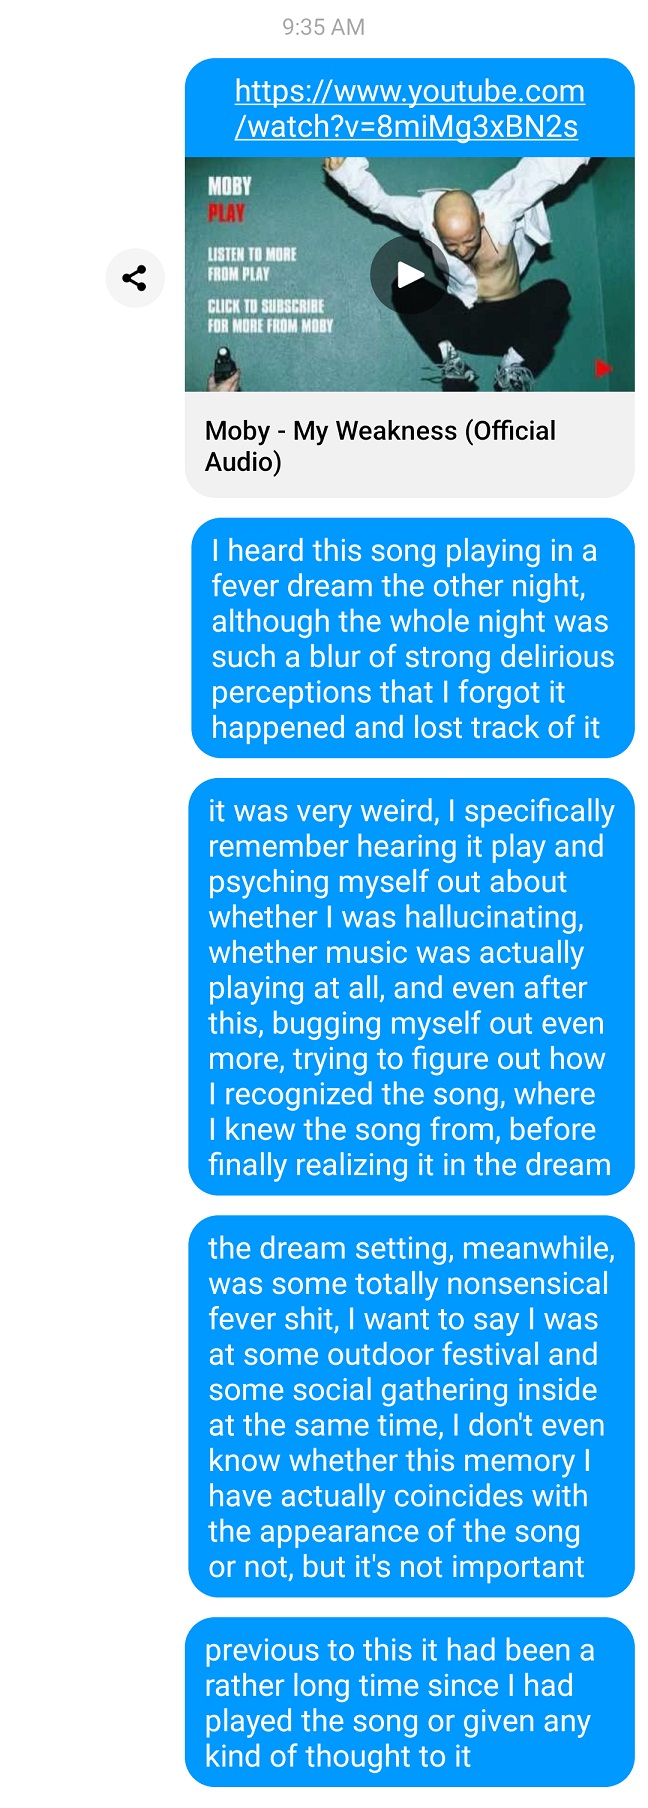 9:35 AM
https://www.youtube.com
/watch?v=8miMg3xBN2s
MOBY
PLAY
LISTEN TO MORE
FROM PLAY
CLICK TO SUBSCRIBE
FOR MORE FROM MOBY
Moby - My Weakness (Official
Audio)
I heard this song playing in a
fever dream the other night,
although the whole night was
such a blur of strong delirious
perceptions that I forgot it
happened and lost track of it
it was very weird, I specifically
remember hearing it play and
psyching myself out about
whether I was hallucinating,
whether music was actually
playing at all, and even after
this, bugging myself out even
more, trying to figure out how
I recognized the song, where
I knew the song from, before
finally realizing it in the dream
the dream setting, meanwhile,
was some totally nonsensical
fever shit, I want to say I was
at some outdoor festival and
some social gathering inside
at the same time, I don't even
know whether this memory I
have actually coincides with
the appearance of the song
or not, but it's not important
previous to this it had been a
rather long time since I had
played the song or given any
kind of thought to it